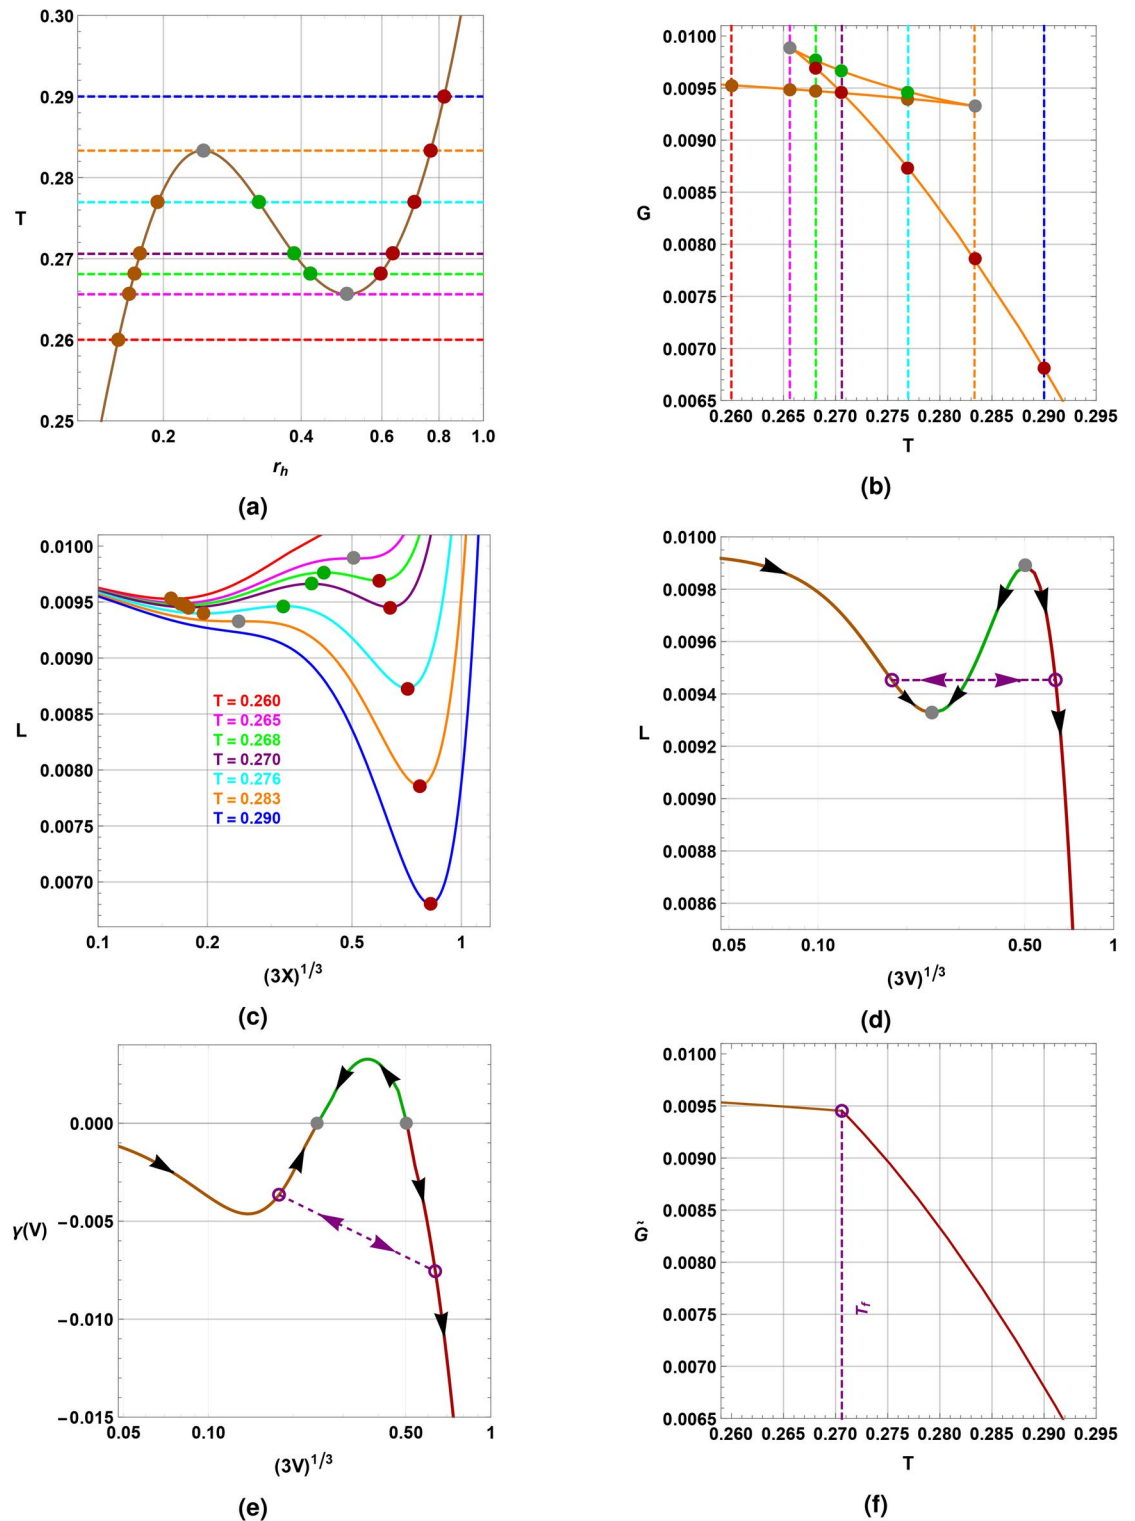 0.30
0.29
0.28
0.27
0.26
0.25
T
0.2
0.4
0.6
0.8
1.0
r_h
(a)
0.0100
0.0095
0.0090
0.0085
0.0080
0.0075
0.0070
0.0065
G
0.260 0.265 0.270 0.275 0.280 0.285 0.290 0.295
T
(b)
0.0100
0.0095
0.0090
0.0085
0.0080
0.0075
0.0070
L
T = 0.260
T = 0.265
T = 0.268
T = 0.270
T = 0.276
T = 0.283
T = 0.290
0.1
0.2
0.5
1
(3X)^{1/3}
(c)
0.0100
0.0098
0.0096
0.0094
0.0092
0.0090
0.0088
0.0086
L
0.05
0.10
0.50
1
(3V)^{1/3}
(d)
0.000
−0.005
−0.010
−0.015
γ(V)
0.05
0.10
0.50
1
(3V)^{1/3}
(e)
0.0100
0.0095
0.0090
0.0085
0.0080
0.0075
0.0070
0.0065
G̃
T_f
0.260 0.265 0.270 0.275 0.280 0.285 0.290 0.295
T
(f)